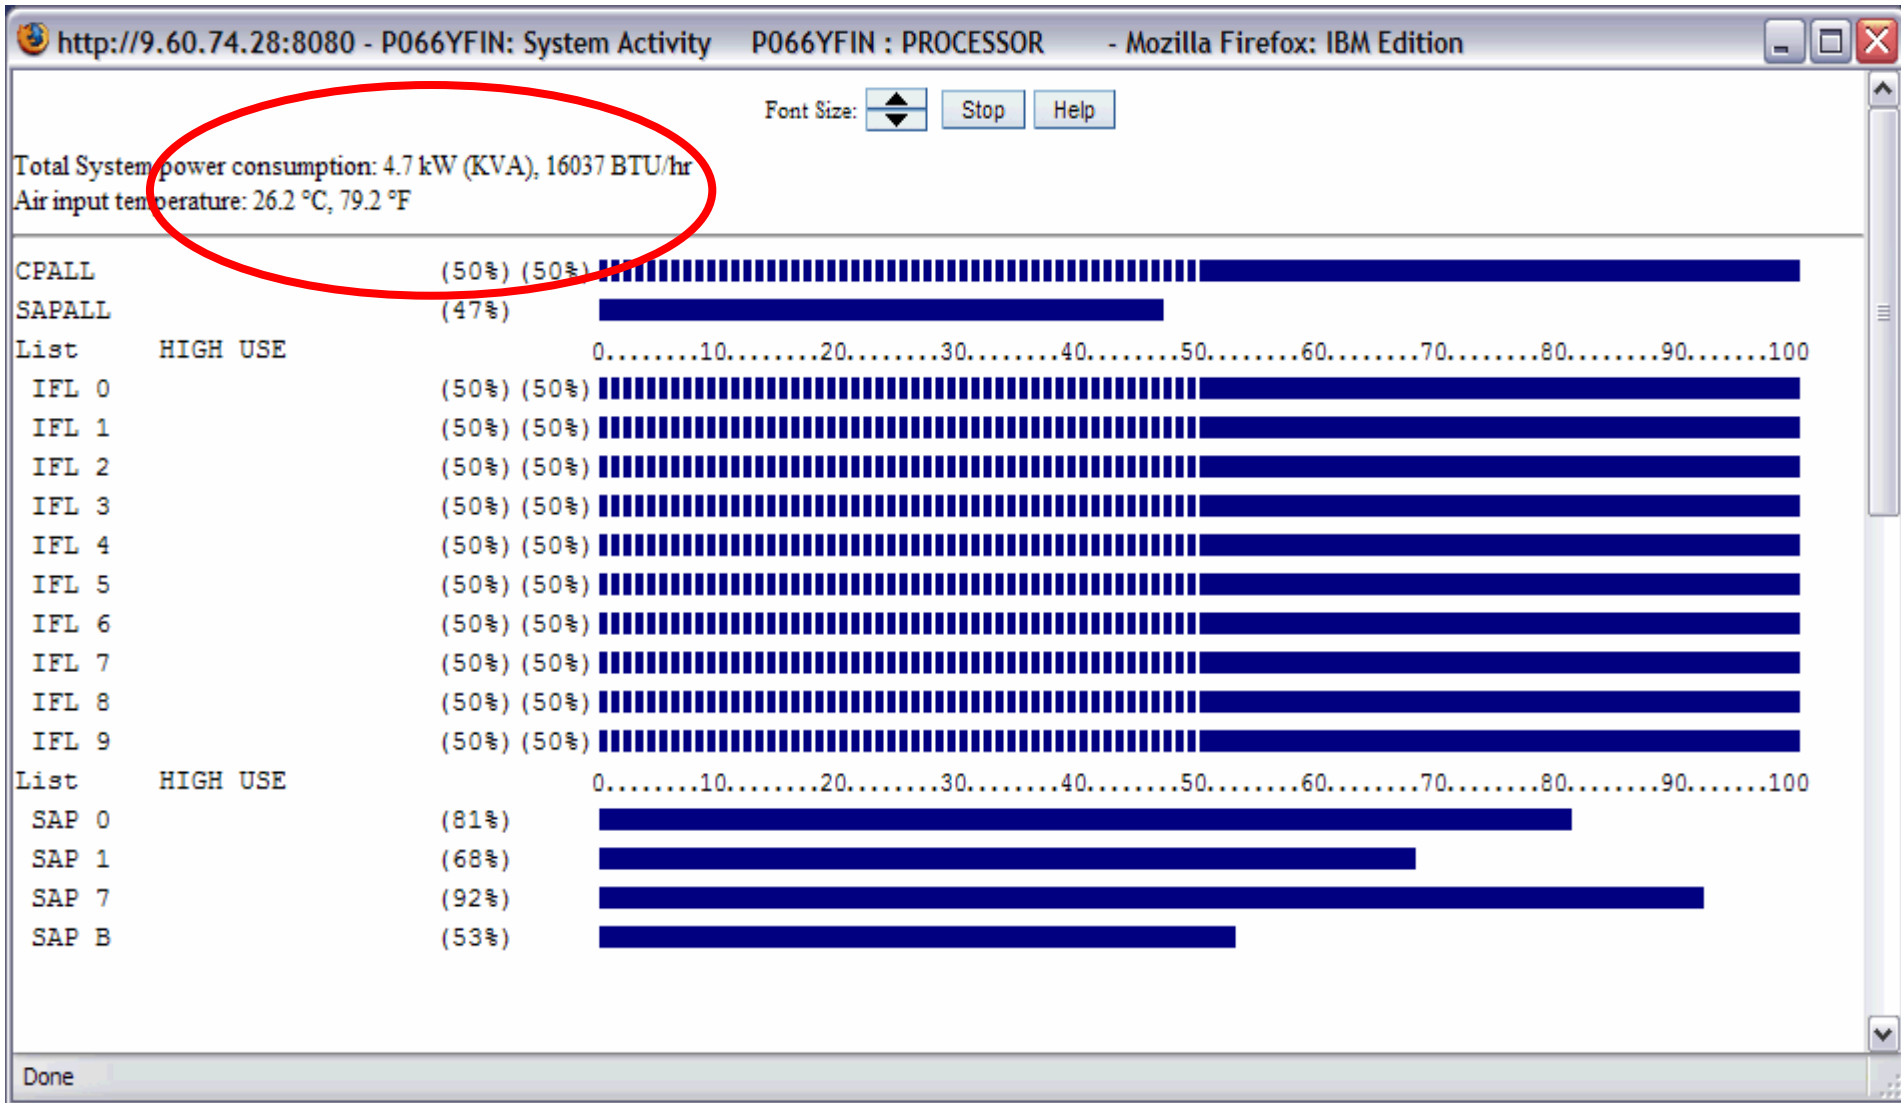 http://9.60.74.28:8080 - P066YFIN: System Activity P066YFIN : PROCESSOR - Mozilla Firefox: IBM Edition
Font Size: Stop Help
Total System power consumption: 4.7 kW (KVA), 16037 BTU/hr
Air input temperature: 26.2 °C, 79.2 °F
CPALL (50%) (50%)
SAPALL (47%)
List HIGH USE 0........10........20........30........40........50........60........70........80........90.......100
IFL 0 (50%) (50%)
IFL 1 (50%) (50%)
IFL 2 (50%) (50%)
IFL 3 (50%) (50%)
IFL 4 (50%) (50%)
IFL 5 (50%) (50%)
IFL 6 (50%) (50%)
IFL 7 (50%) (50%)
IFL 8 (50%) (50%)
IFL 9 (50%) (50%)
List HIGH USE 0........10........20........30........40........50........60........70........80........90.......100
SAP 0 (81%)
SAP 1 (68%)
SAP 7 (92%)
SAP B (53%)
Done